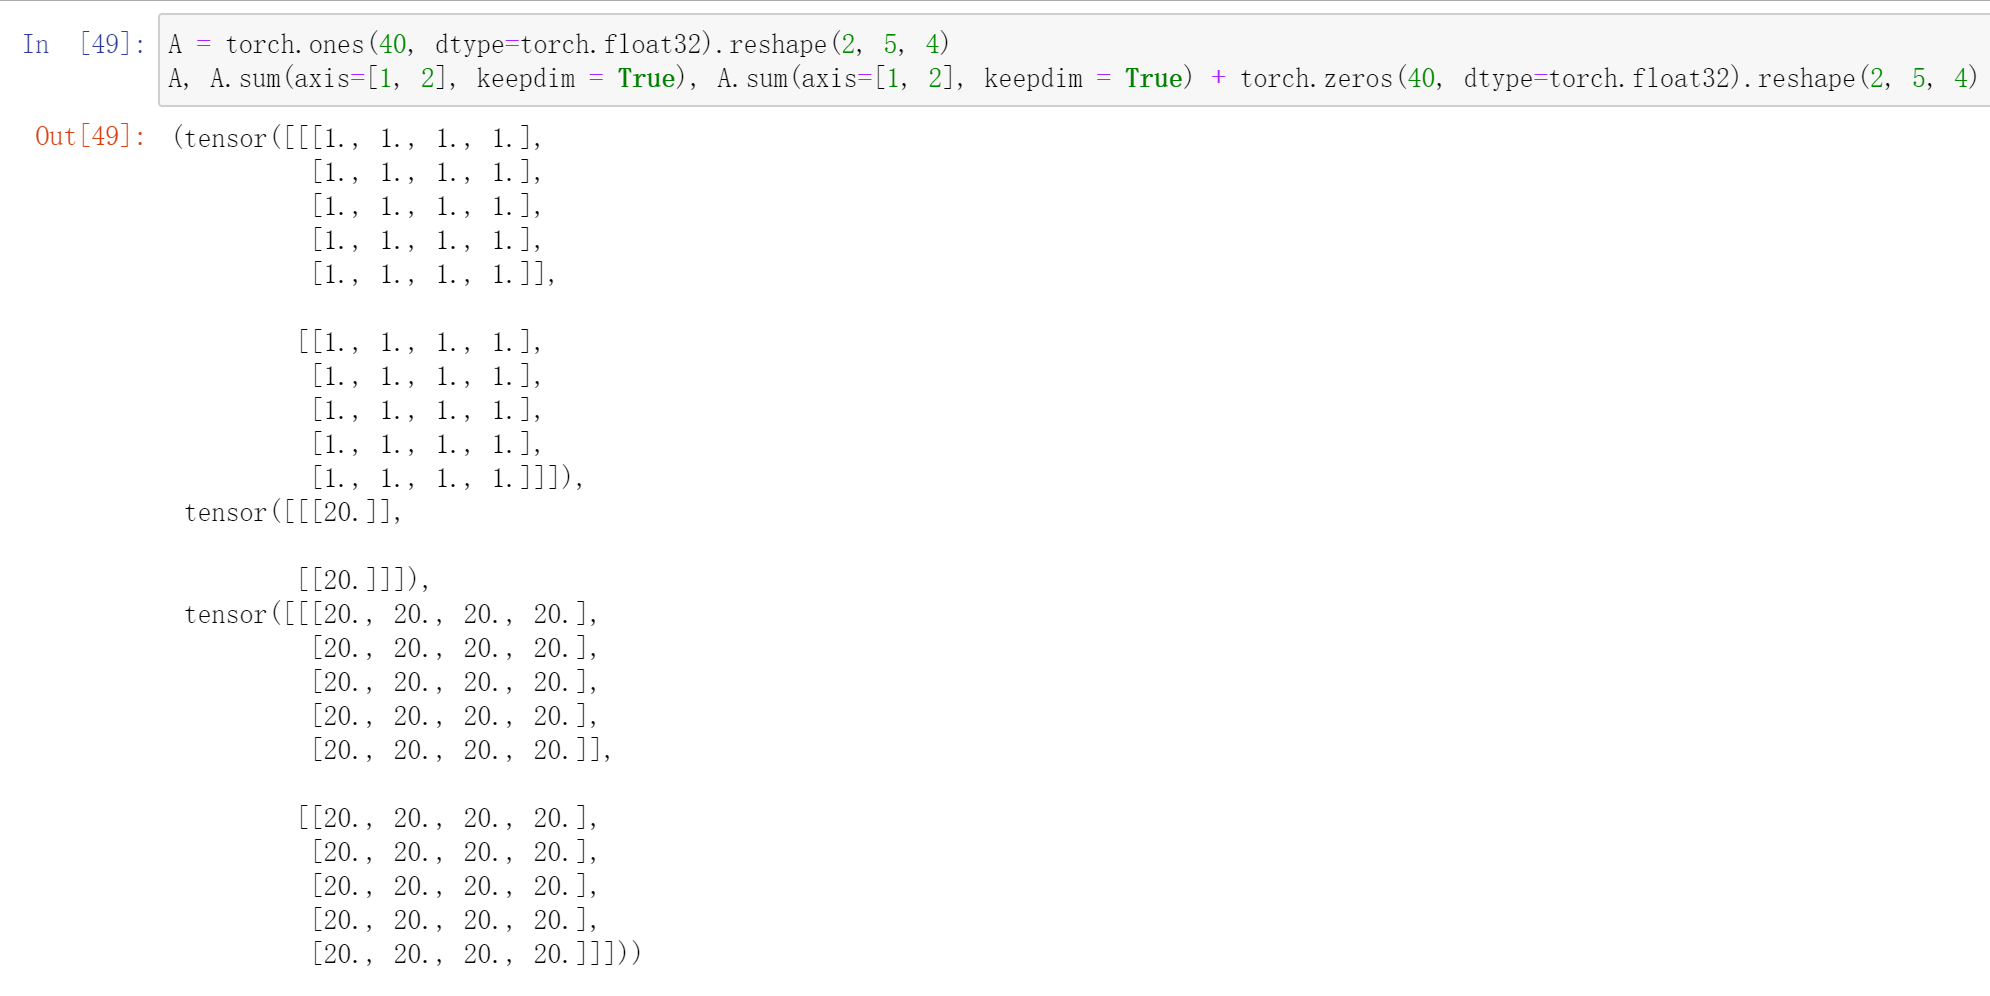 In [49]: A = torch.ones(40, dtype=torch.float32).reshape(2, 5, 4)
A, A.sum(axis=[1, 2], keepdim = True), A.sum(axis=[1, 2], keepdim = True) + torch.zeros(40, dtype=torch.float32).reshape(2, 5, 4)
Out[49]: (tensor([[[1., 1., 1., 1.],
[1., 1., 1., 1.],
[1., 1., 1., 1.],
[1., 1., 1., 1.],
[1., 1., 1., 1.]],
[[1., 1., 1., 1.],
[1., 1., 1., 1.],
[1., 1., 1., 1.],
[1., 1., 1., 1.],
[1., 1., 1., 1.]]]),
tensor([[[20.]],
[[20.]]]),
tensor([[[20., 20., 20., 20.],
[20., 20., 20., 20.],
[20., 20., 20., 20.],
[20., 20., 20., 20.],
[20., 20., 20., 20.]],
[[20., 20., 20., 20.],
[20., 20., 20., 20.],
[20., 20., 20., 20.],
[20., 20., 20., 20.],
[20., 20., 20., 20.]]]))